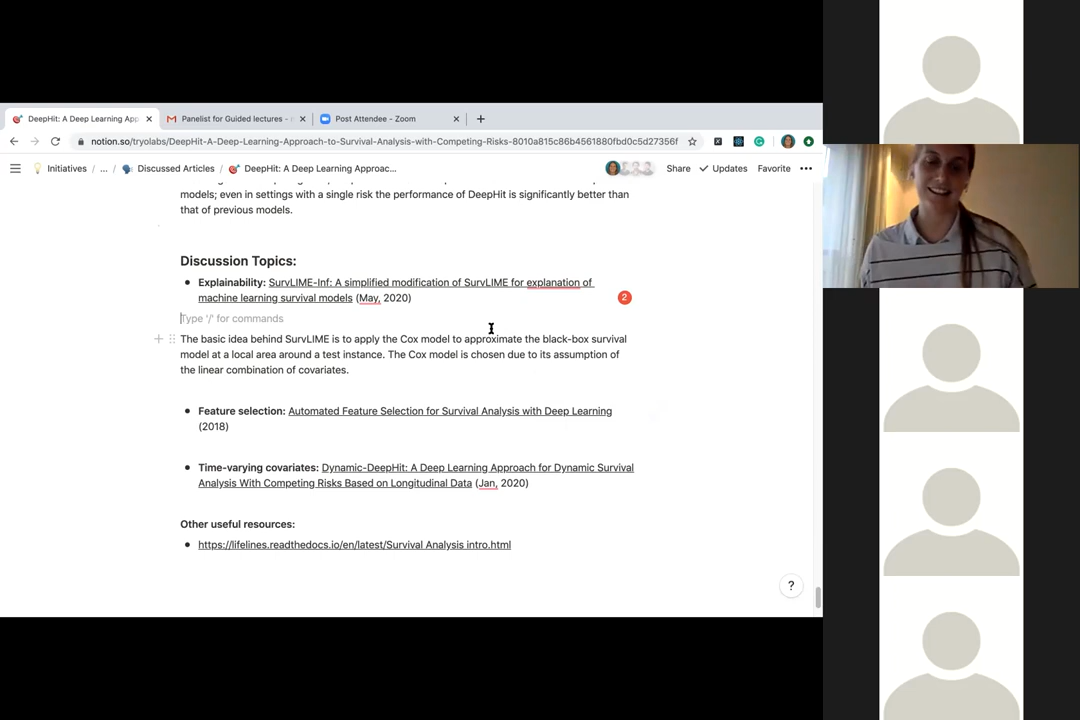 DeepHit: A Deep Learning App
Panelist for Guided lectures -
Post Attendee - Zoom
notion.so/tryolabs/DeepHit-A-Deep-Learning-Approach-to-Survival-Analysis-with-Competing-Risks-8010a815c86b4561880fbd0c5d27356f
Initiatives / ... / Discussed Articles / DeepHit: A Deep Learning Approac...
Share
Updates
Favorite
models; even in settings with a single risk the performance of DeepHit is significantly better than
that of previous models.
Discussion Topics:
Explainability: SurvLIME-Inf: A simplified modification of SurvLIME for explanation of
machine learning survival models (May, 2020)
2
Type '/' for commands
The basic idea behind SurvLIME is to apply the Cox model to approximate the black-box survival
model at a local area around a test instance. The Cox model is chosen due to its assumption of
the linear combination of covariates.
Feature selection: Automated Feature Selection for Survival Analysis with Deep Learning
(2018)
Time-varying covariates: Dynamic-DeepHit: A Deep Learning Approach for Dynamic Survival
Analysis With Competing Risks Based on Longitudinal Data (Jan, 2020)
Other useful resources:
https://lifelines.readthedocs.io/en/latest/Survival Analysis intro.html
?